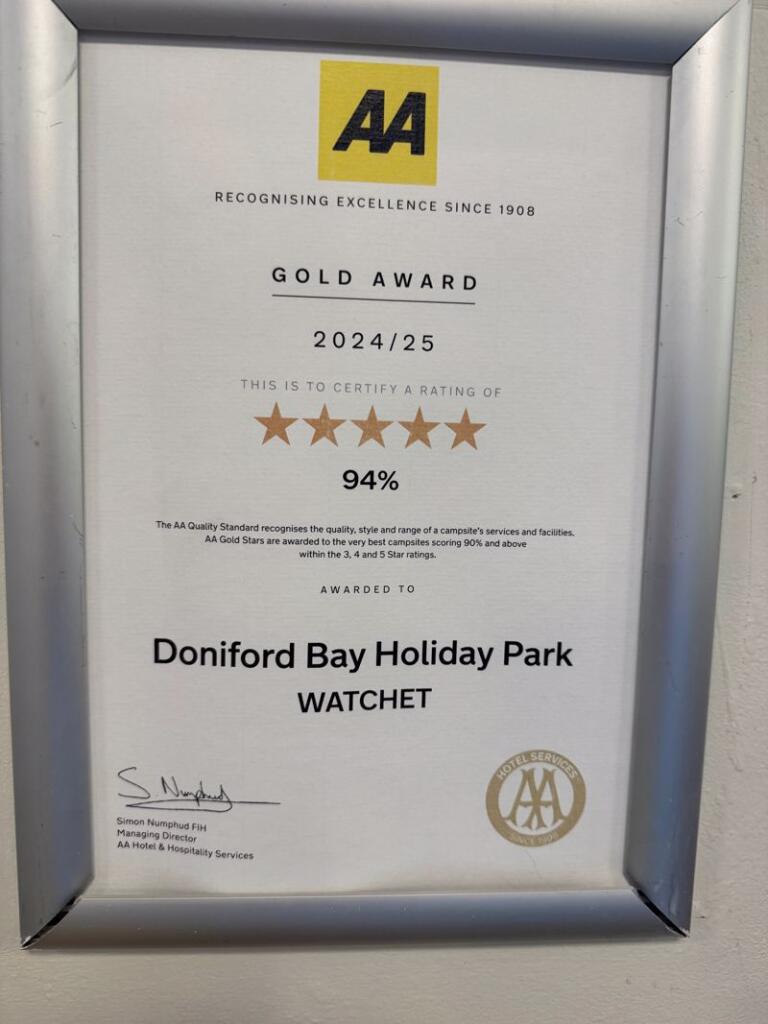 AA
RECOGNISING EXCELLENCE SINCE 1908
GOLD AWARD
2024/25
THIS IS TO CERTIFY A RATING OF
94%
The AA Quality Standard recognises the quality, style and range of a campsite's services and facilities.
AA Gold Stars are awarded to the very best campsites scoring 90% and above
within the 3, 4 and 5 Star ratings.
AWARDED TO
Doniford Bay Holiday Park
WATCHET
S. Numphud
Simon Numphud FIH
Managing Director
AA Hotel & Hospitality Services
HOTEL SERVICES
AA
SINCE 1908